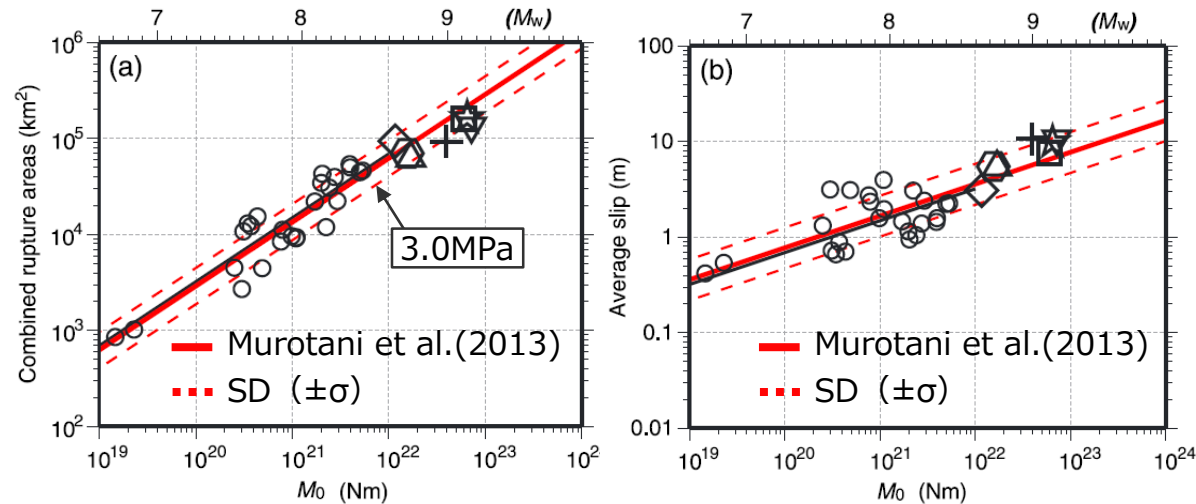 7 8 9 (Mw)
10^6
(a)
10^5
10^4
10^3
10^2
Combined rupture areas (km²)
3.0MPa
Murotani et al.(2013)
SD (±σ)
10^19 10^20 10^21 10^22 10^23 10^2
M₀ (Nm)
7 8 9 (Mw)
100
(b)
10
1
0.1
0.01
Average slip (m)
Murotani et al.(2013)
SD (±σ)
10^19 10^20 10^21 10^22 10^23 10^24
M₀ (Nm)